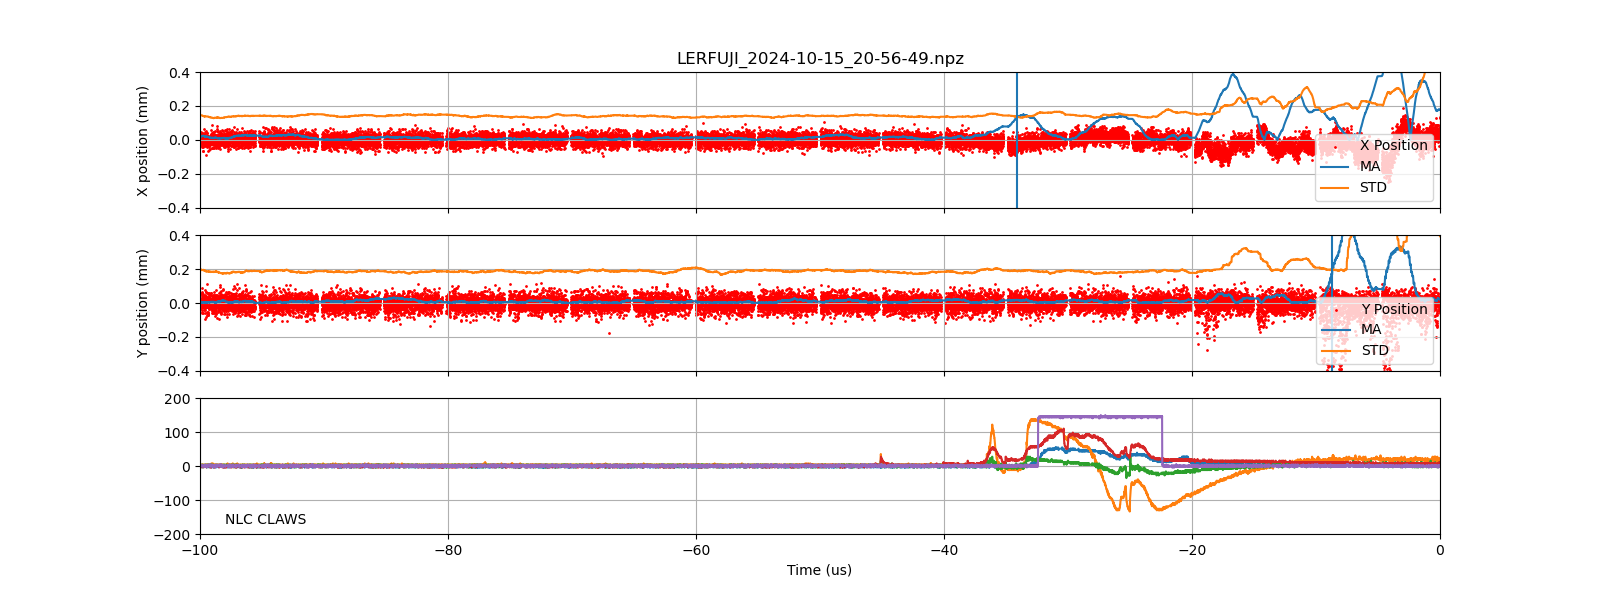 LERFUJI_2024-10-15_20-56-49.npz
X position (mm)
0.4
0.2
0.0
−0.2
−0.4
X Position
MA
STD
Y position (mm)
0.4
0.2
0.0
−0.2
−0.4
Y Position
MA
STD
200
100
0
−100
−200
NLC CLAWS
−100 −80 −60 −40 −20 0
Time (us)